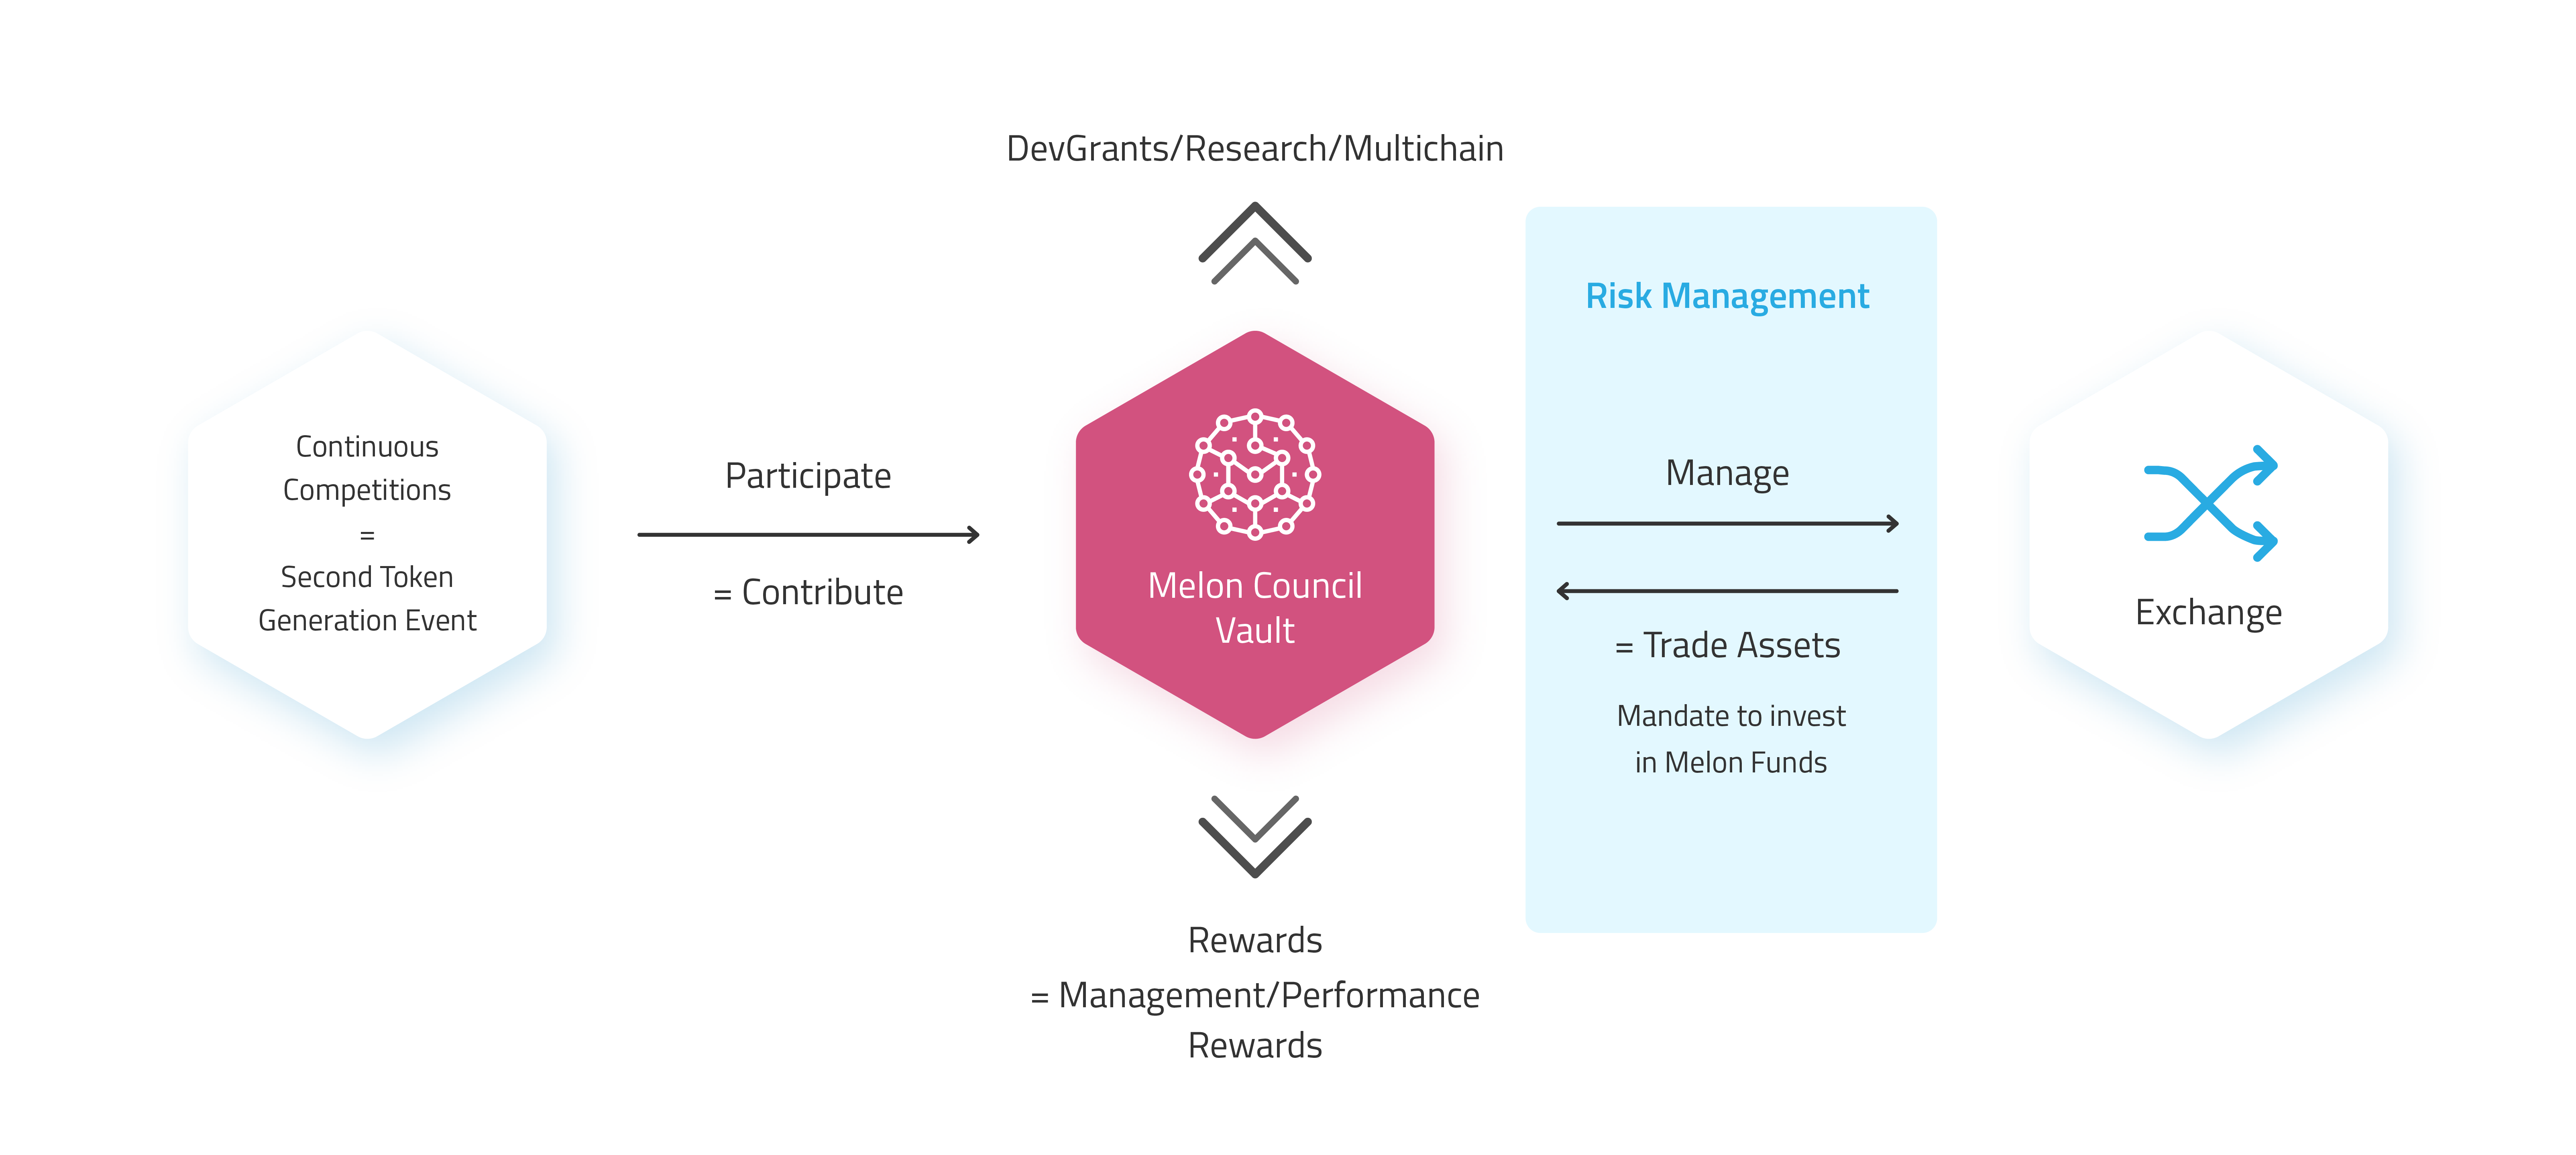 DevGrants/Research/Multichain
Continuous
Competitions
=
Second Token
Generation Event
Participate
= Contribute
Melon Council
Vault
Rewards
= Management/Performance
Rewards
Risk Management
Manage
= Trade Assets
Mandate to invest
in Melon Funds
Exchange